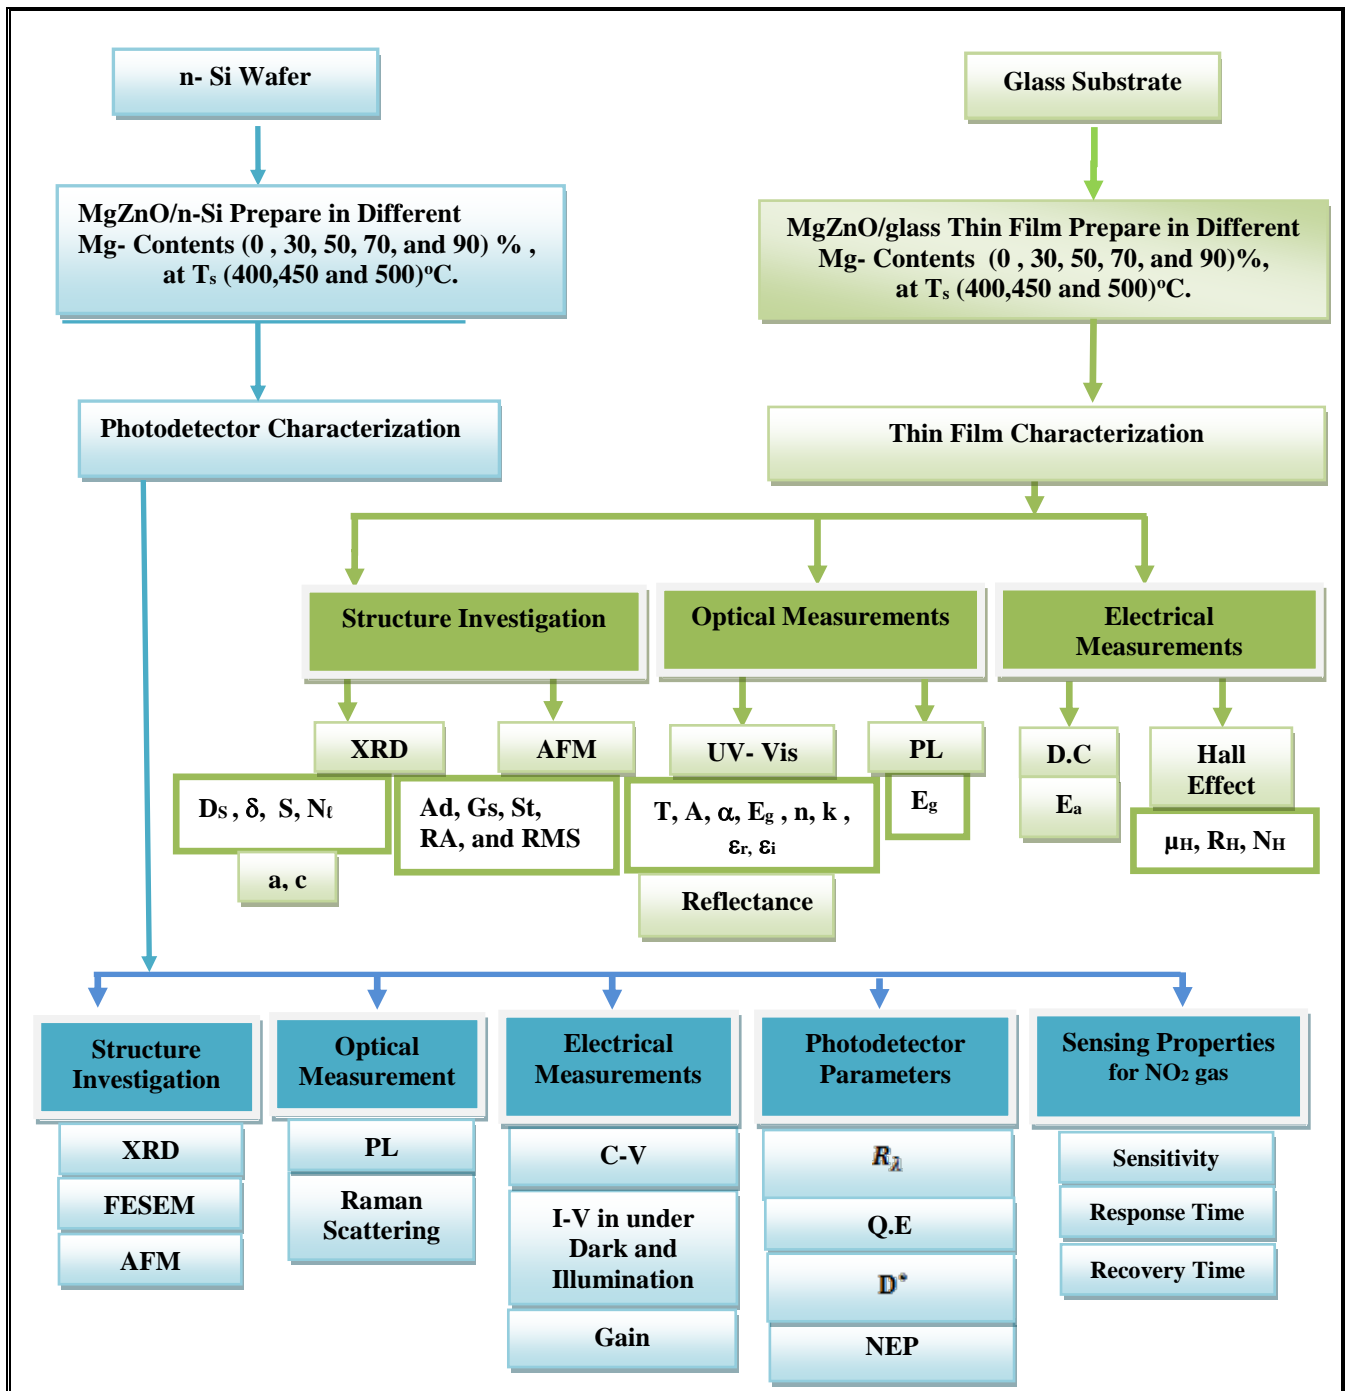 n- Si Wafer
Glass Substrate
MgZnO/n-Si Prepare in Different
Mg- Contents (0 , 30, 50, 70, and 90) % ,
at Tₛ (400,450 and 500)ºC.
MgZnO/glass Thin Film Prepare in Different
Mg- Contents (0 , 30, 50, 70, and 90)%,
at Tₛ (400,450 and 500)ºC.
Photodetector Characterization
Thin Film Characterization
Structure Investigation
Optical Measurements
Electrical
Measurements
XRD
AFM
UV- Vis
PL
D.C
Hall
Effect
DS , δ, S, Nℓ
a, c
Ad, Gs, St,
RA, and RMS
T, A, α, Eg , n, k ,
εr, εi
Reflectance
Eg
Eₐ
µH, RH, NH
Structure
Investigation
XRD
FESEM
AFM
Optical
Measurement
PL
Raman
Scattering
Electrical
Measurements
C-V
I-V in under
Dark and
Illumination
Gain
Photodetector
Parameters
Rλ
Q.E
D*
NEP
Sensing Properties
for NO₂ gas
Sensitivity
Response Time
Recovery Time